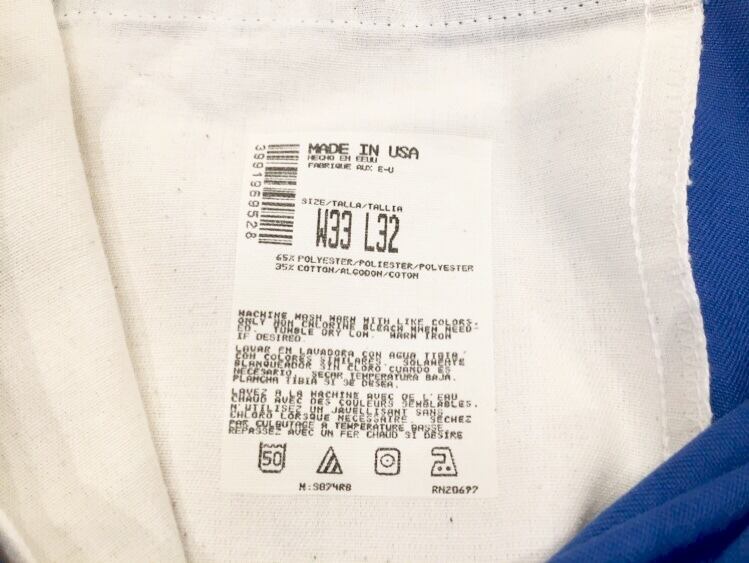 3991969528
MADE IN USA
HECHO EN EEUU
FABRIQUE AUX E-U
SIZE/TALLA/TALLIA
W33 L32
65% POLYESTER/POLIESTER/POLYESTER
35% COTTON/ALGODON/COTON
MACHINE WASH WARM WITH LIKE COLORS.
ONLY NON CHLORINE BLEACH WHEN NEED-
ED. TUMBLE DRY LOW. WARM IRON
IF DESIRED.
LAVAR EN LAVADORA CON AGUA TIBIA,
CON COLORES SIMILARES. SOLAMENTE
BLANQUEADOR SIN CLORO CUANDO ES
NECESARIO. SECAR TEMPERATURA BAJA.
PLANCHA TIBIA SI SE DESEA.
LAVEZ A LA MACHINE AVEC DE L'EAU
CHAUD AVEC DES COULEURS SEMBLABLES.
N'UTILISEZ UN JAVELLISANT SANS
CHLORO LORSQUE NECESSAIRE. SECHEZ
PAR CULBUTAGE A TEMPERATURE BASSE.
REPASSEZ AVEC UN FER CHAUD SI DESIRE
50
M:S874RB RN20697